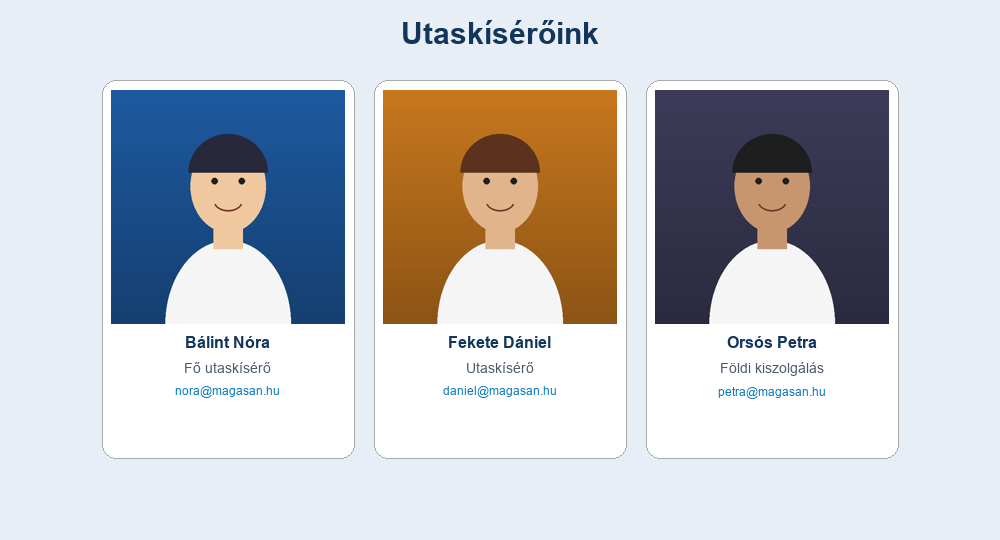 Utaskísérőink
Bálint Nóra
Fő utaskísérő
nora@magasan.hu
Fekete Dániel
Utaskísérő
daniel@magasan.hu
Orsós Petra
Földi kiszolgálás
petra@magasan.hu